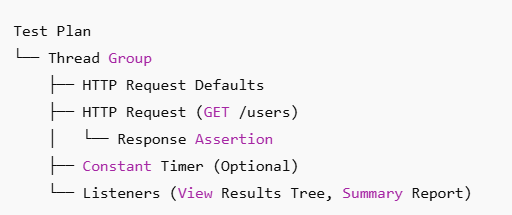 Test Plan
└── Thread Group
    ├── HTTP Request Defaults
    ├── HTTP Request (GET /users)
    │   └── Response Assertion
    ├── Constant Timer (Optional)
    └── Listeners (View Results Tree, Summary Report)